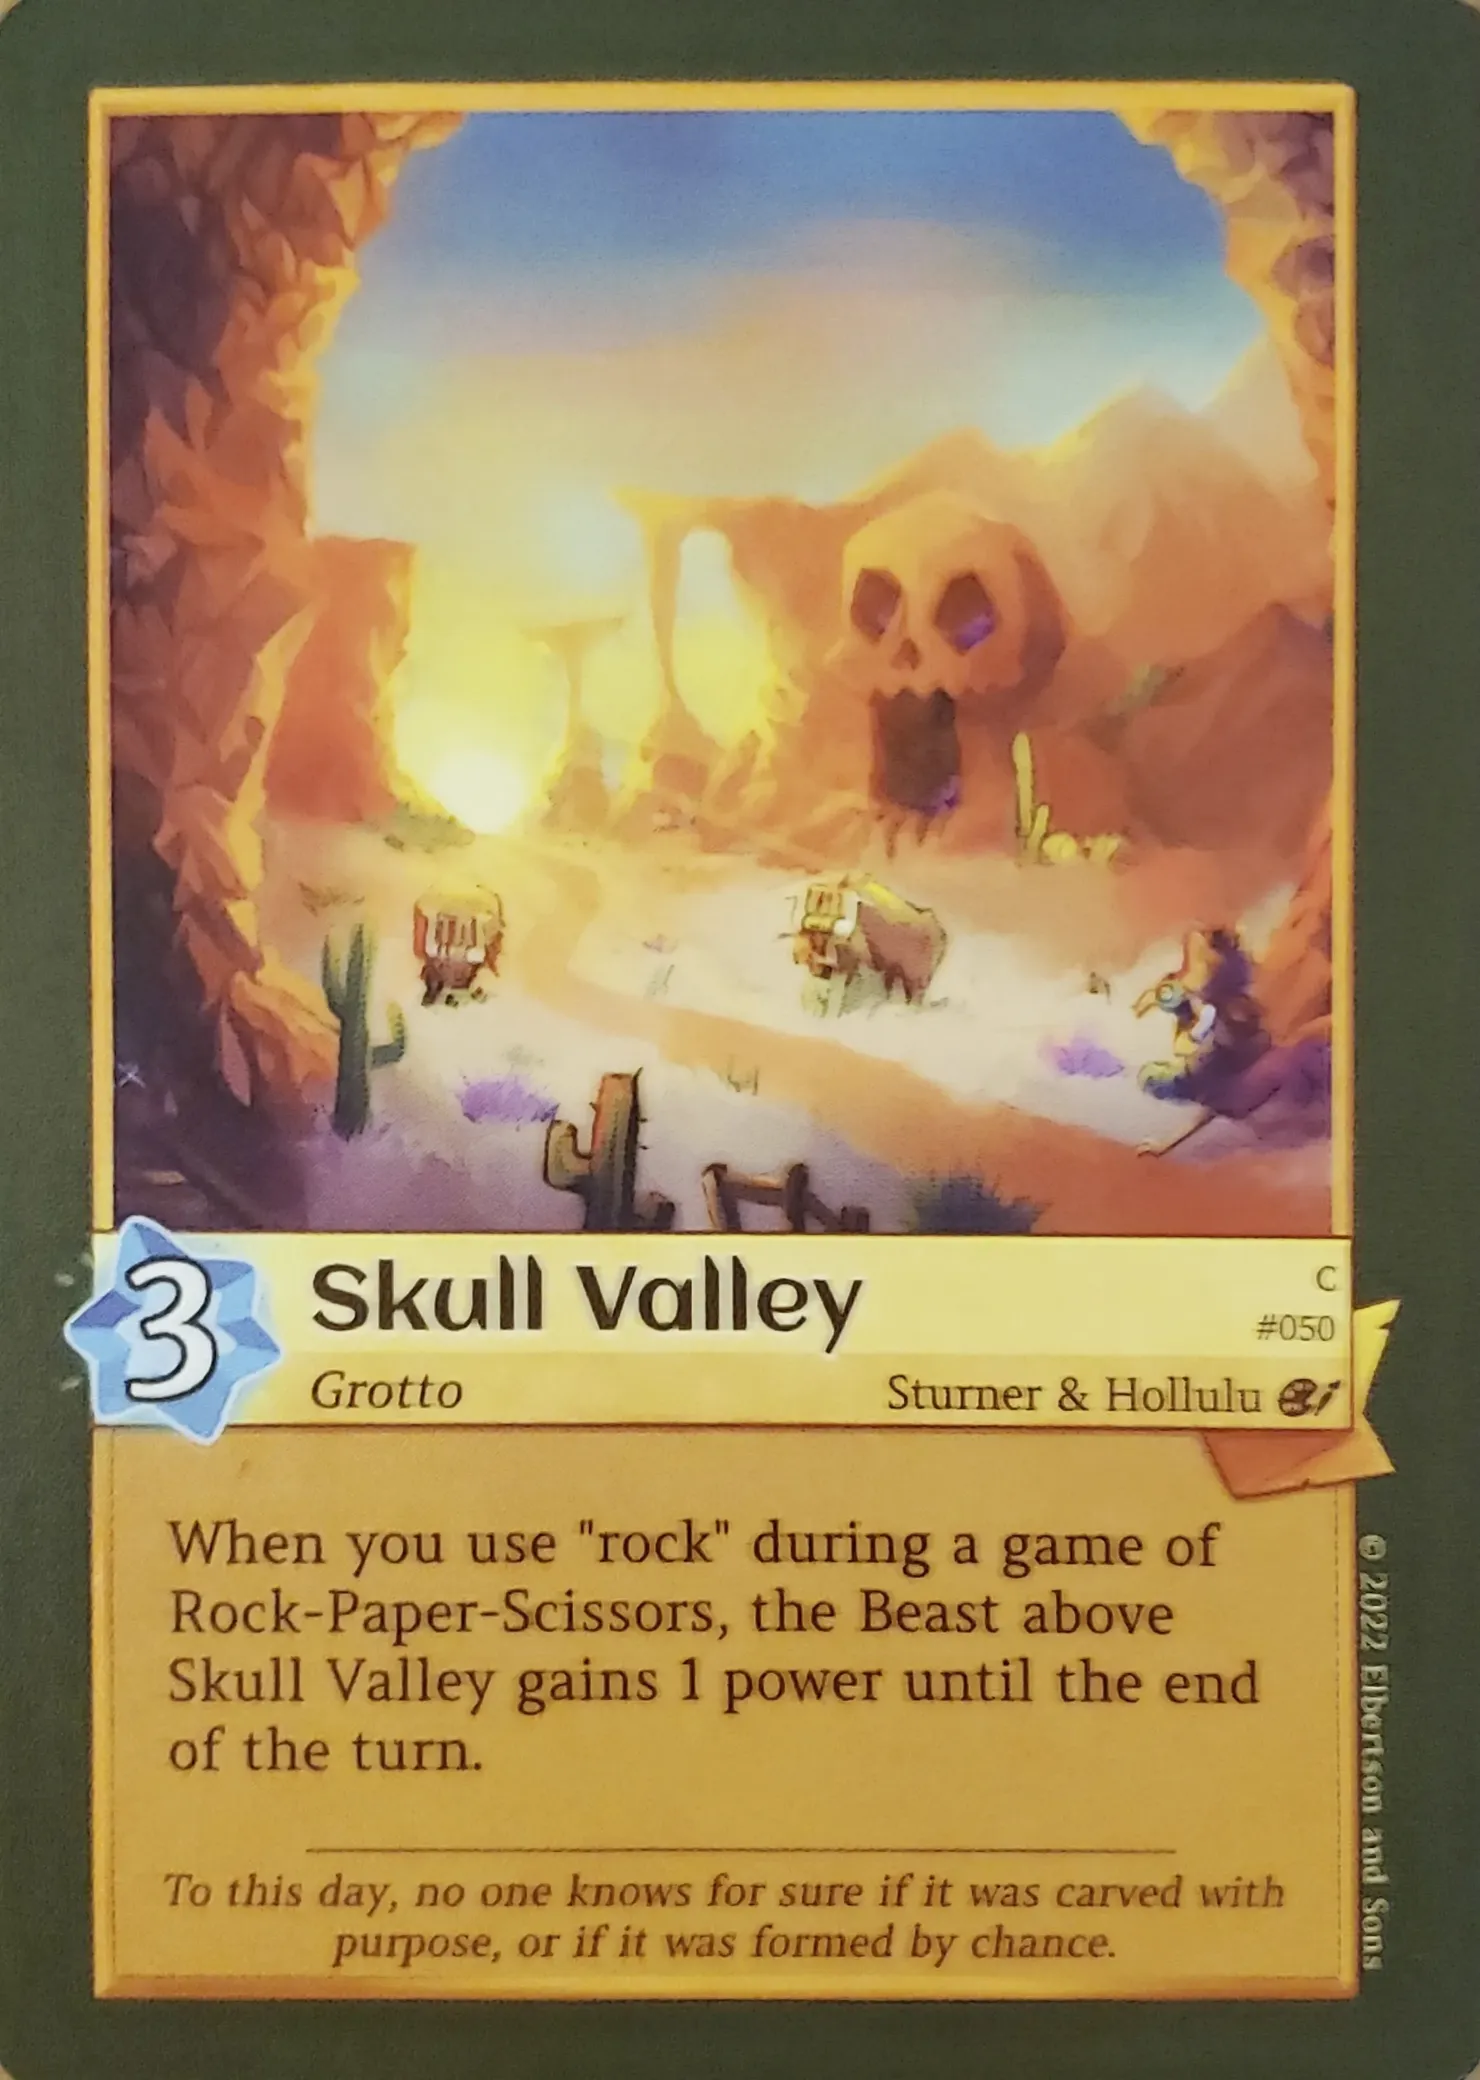 3
Skull Valley
C
#050
Grotto
Sturner & Hollulu
When you use "rock" during a game of
Rock-Paper-Scissors, the Beast above
Skull Valley gains 1 power until the end
of the turn.
To this day, no one knows for sure if it was carved with
purpose, or if it was formed by chance.
© 2022 Elbertson and Sons